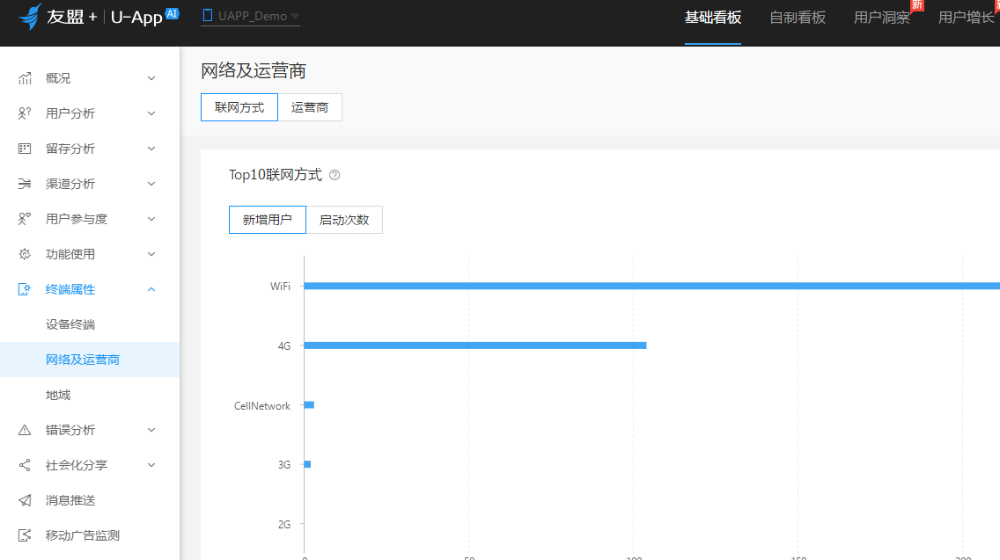 友盟+ | U-App AI
UAPP_Demo
基础看板 自制看板 用户洞察 新 用户增长
概况
用户分析
留存分析
渠道分析
用户参与度
功能使用
终端属性
设备终端
网络及运营商
地域
错误分析
社会化分享
消息推送
移动广告监测
网络及运营商
联网方式 运营商
Top10联网方式 ?
新增用户 启动次数
WiFi
4G
CellNetwork
3G
2G
0 50 100 150 200